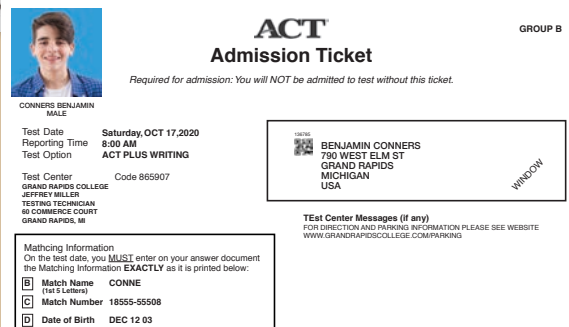 ACT
GROUP B
Admission Ticket
Required for admission: You will NOT be admitted to test without this ticket.
CONNERS BENJAMIN
MALE
Test Date Saturday, OCT 17,2020
Reporting Time 8:00 AM
Test Option ACT PLUS WRITING
Test Center Code 865907
GRAND RAPIDS COLLEGE
JEFFREY MILLER
TESTING TECHNICIAN
60 COMMERCE COURT
GRAND RAPIDS, MI
136765
BENJAMIN CONNERS
790 WEST ELM ST
GRAND RAPIDS
MICHIGAN
USA
WINDOW
TEst Center Messages (if any)
FOR DIRECTION AND PARKING INFORMATION PLEASE SEE WEBSITE
WWW.GRANDRAPIDSCOLLEGE.COM/PARKING
Mathcing Information
On the test date, you MUST enter on your answer document
the Matching Information EXACTLY as it is printed below:
B Match Name CONNE
(1st 5 Letters)
C Match Number 18555-55508
D Date of Birth DEC 12 03